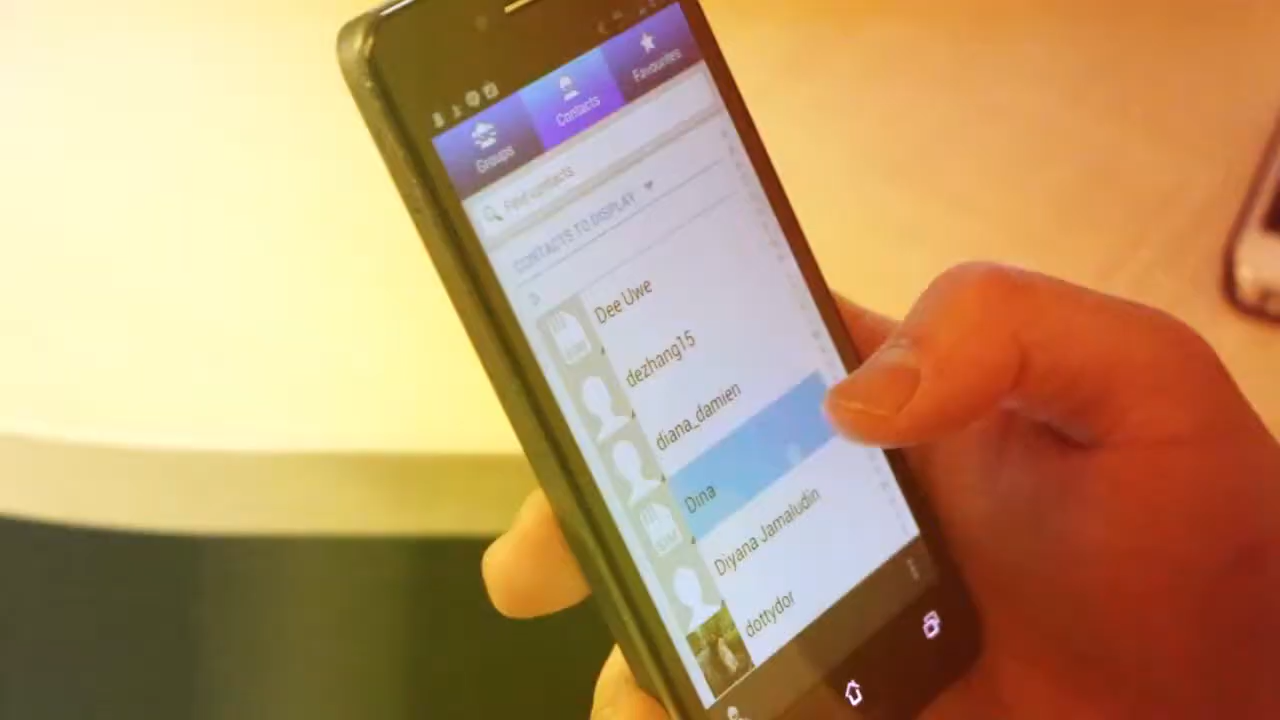 Groups
Contacts
Favourites
Find contacts
CONTACTS TO DISPLAY
D
Dee Uwe
dezhang15
diana_damien
Dina
Diyana Jamaludin
dottydor